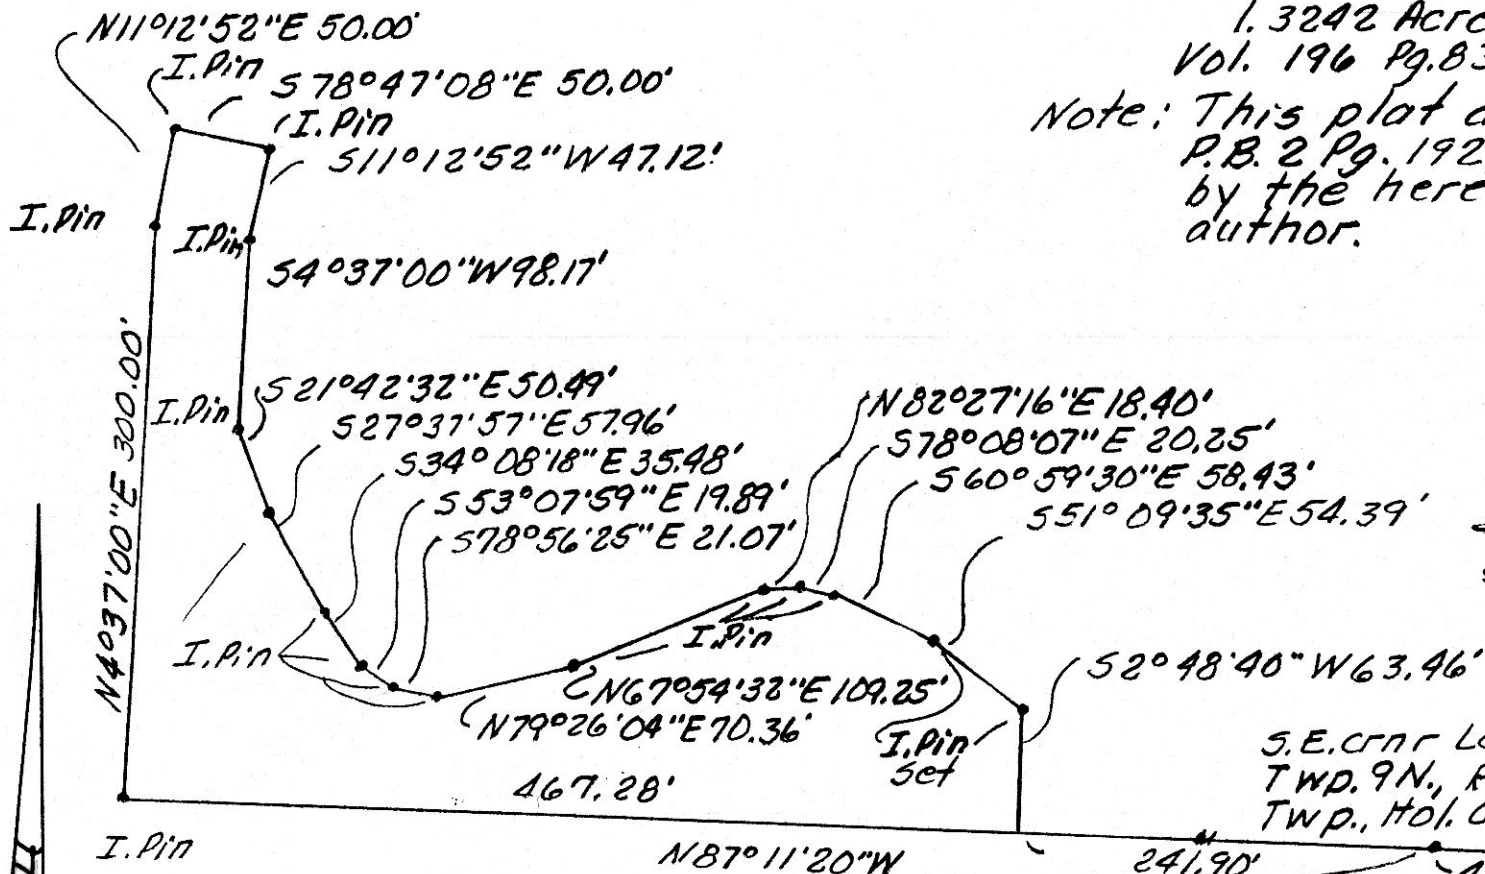 N11°12'52"E 50.00'
I.Pin
S78°47'08"E 50.00'
I.Pin
S11°12'52"W 47.12'
I.Pin
I.Pin
S4°37'00"W 98.17'
N4°37'00"E 300.00'
I.Pin
S21°42'32"E 50.49'
S27°37'57"E 57.96'
S34°08'18"E 35.48'
S53°07'59"E 19.89'
S78°56'25"E 21.07'
I.Pin
N82°27'16"E 18.40'
S78°08'07"E 20.25'
S60°59'30"E 58.43'
S51°09'35"E 54.39'
I.Pin
N67°54'32"E 109.25'
N79°26'04"E 70.36'
I.Pin
Set
S2°48'40"W 63.46'
467.28'
I.Pin
N87°11'20"W
241.90'
1.3242 Acre
Vol. 196 Pg.83
Note: This plat
P.B. 2 Pg. 192
by the here
author.
S.E. crnr
Twp. 9N.,
Twp., Hol.